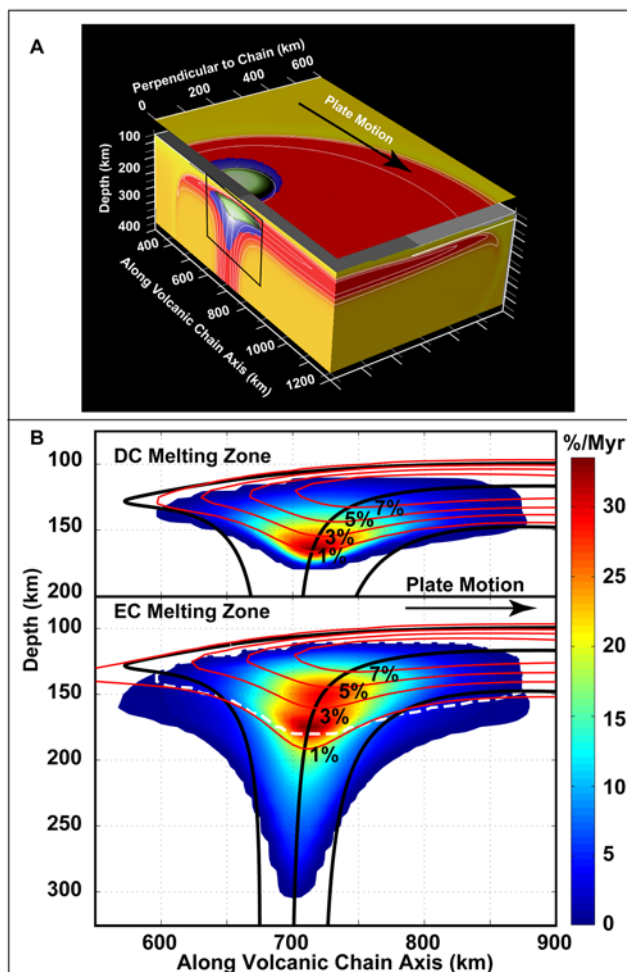 A
Perpendicular to Chain (km)
0 200 400 600
Plate Motion
Depth (km)
100
200
300
400
400
600
800
1000
1200
Along Volcanic Chain Axis (km)
B
%/Myr
DC Melting Zone
100
150
200
7%
5%
3%
1%
Plate Motion
EC Melting Zone
Depth (km)
100
150
200
250
300
7%
5%
3%
1%
600 700 800 900
Along Volcanic Chain Axis (km)
30
25
20
15
10
5
0